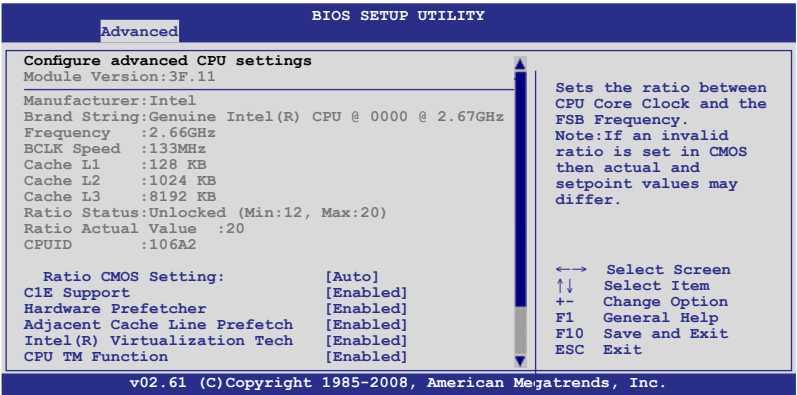 BIOS SETUP UTILITY
Advanced
Configure advanced CPU settings
Module Version:3F.11
Manufacturer:Intel
Brand String:Genuine Intel(R) CPU @ 0000 @ 2.67GHz
Frequency :2.66GHz
BCLK Speed :133MHz
Cache L1 :128 KB
Cache L2 :1024 KB
Cache L3 :8192 KB
Ratio Status:Unlocked (Min:12, Max:20)
Ratio Actual Value :20
CPUID :106A2
Ratio CMOS Setting: [Auto]
C1E Support [Enabled]
Hardware Prefetcher [Enabled]
Adjacent Cache Line Prefetch [Enabled]
Intel(R) Virtualization Tech [Enabled]
CPU TM Function [Enabled]
Sets the ratio between
CPU Core Clock and the
FSB Frequency.
Note:If an invalid
ratio is set in CMOS
then actual and
setpoint values may
differ.
←→ Select Screen
↑↓ Select Item
+- Change Option
F1 General Help
F10 Save and Exit
ESC Exit
v02.61 (C)Copyright 1985-2008, American Megatrends, Inc.